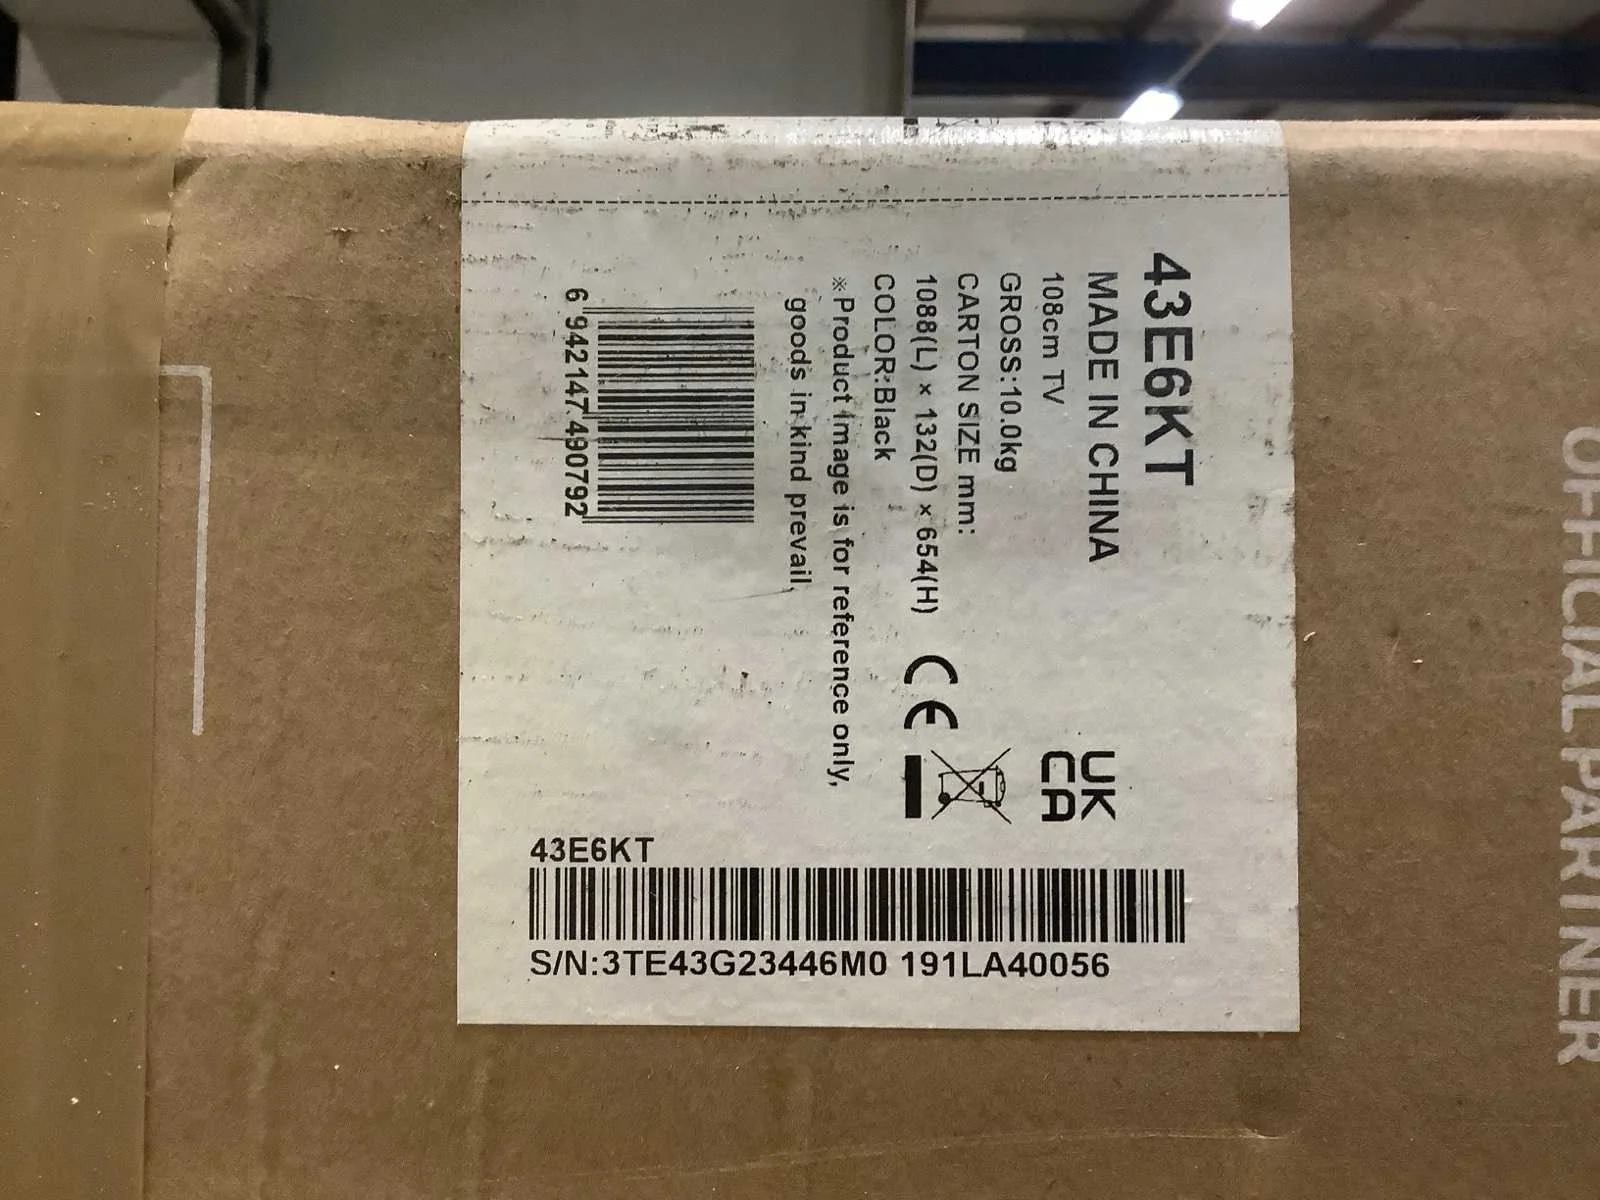 43E6KT
MADE IN CHINA
108cm TV
GROSS:10.0kg
CARTON SIZE mm:
1088(L) × 132(D) × 654(H)
COLOR:Black
※Product image is for reference only,
goods in kind prevail,
6 942147 490792
CE
UK
CA
43E6KT
S/N:3TE43G23446M0 191LA40056
OFFICIAL PARTNER